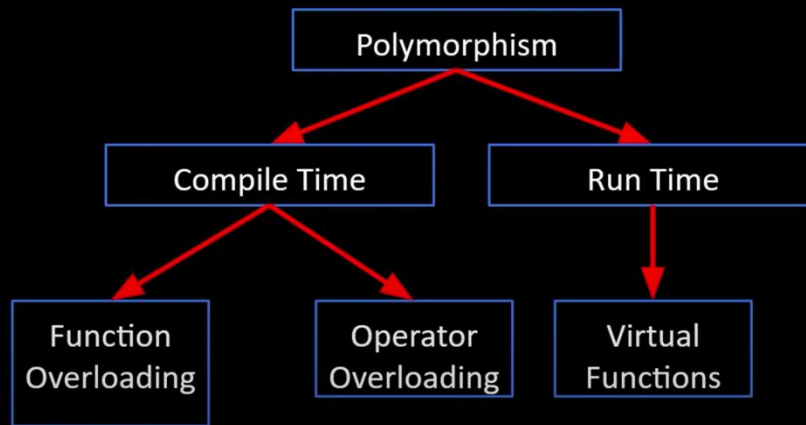 Polymorphism
Compile Time
Run Time
Function
Overloading
Operator
Overloading
Virtual
Functions